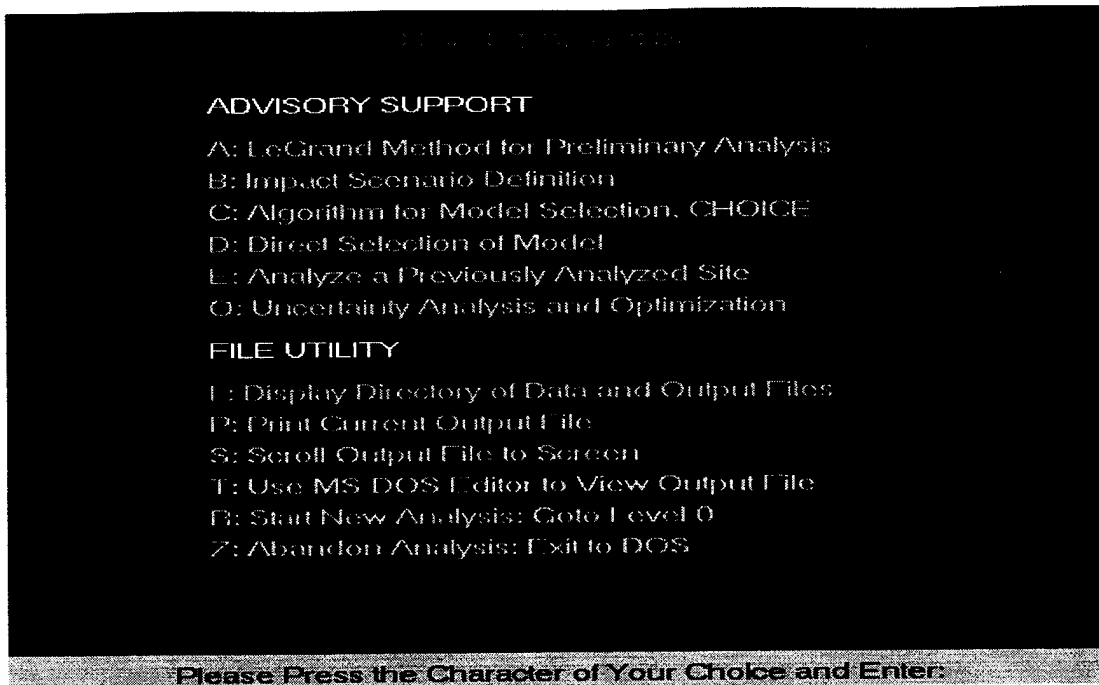 ADVISORY SUPPORT
A: LeGrand Method for Preliminary Analysis
B: Impact Scenario Definition
C: Algorithm for Model Selection, CHOICE
D: Direct Selection of Model
E: Analyze a Previously Analyzed Site
O: Uncertainty Analysis and Optimization
FILE UTILITY
Display Directory of Data and Output Files
P: Print Current Output File
S: Scroll Output File to Screen
T: Use MS DOS Editor to View Output File
R: Start New Analysis: Goto Level 0
Z: Abandon Analysis: Exit to DOS
Please Press the Character of Your Choice and Enter: